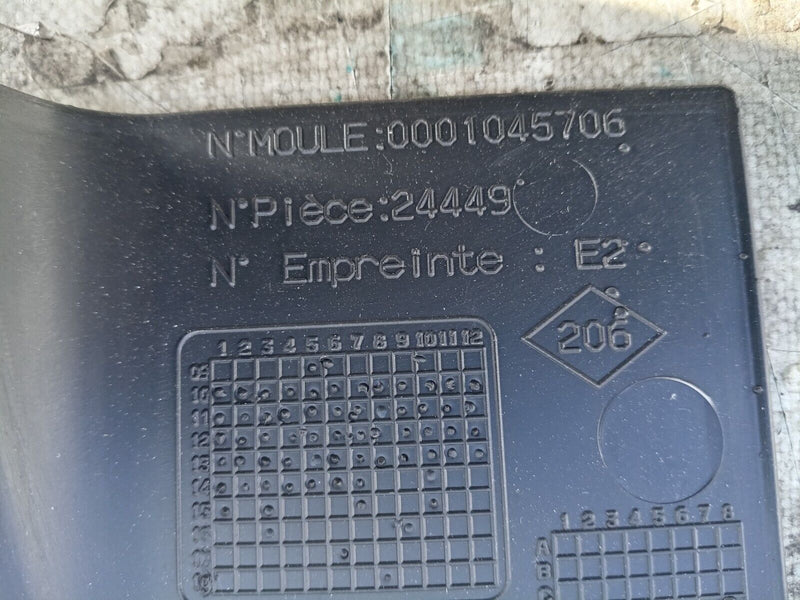 N°MOULE:0001045706
N°Pièce:24449
N° Empreinte : E2
206
1 2 3 4 5 6 7 8 9 10 11 12
1 2 3 4 5 6 7 8
A
B